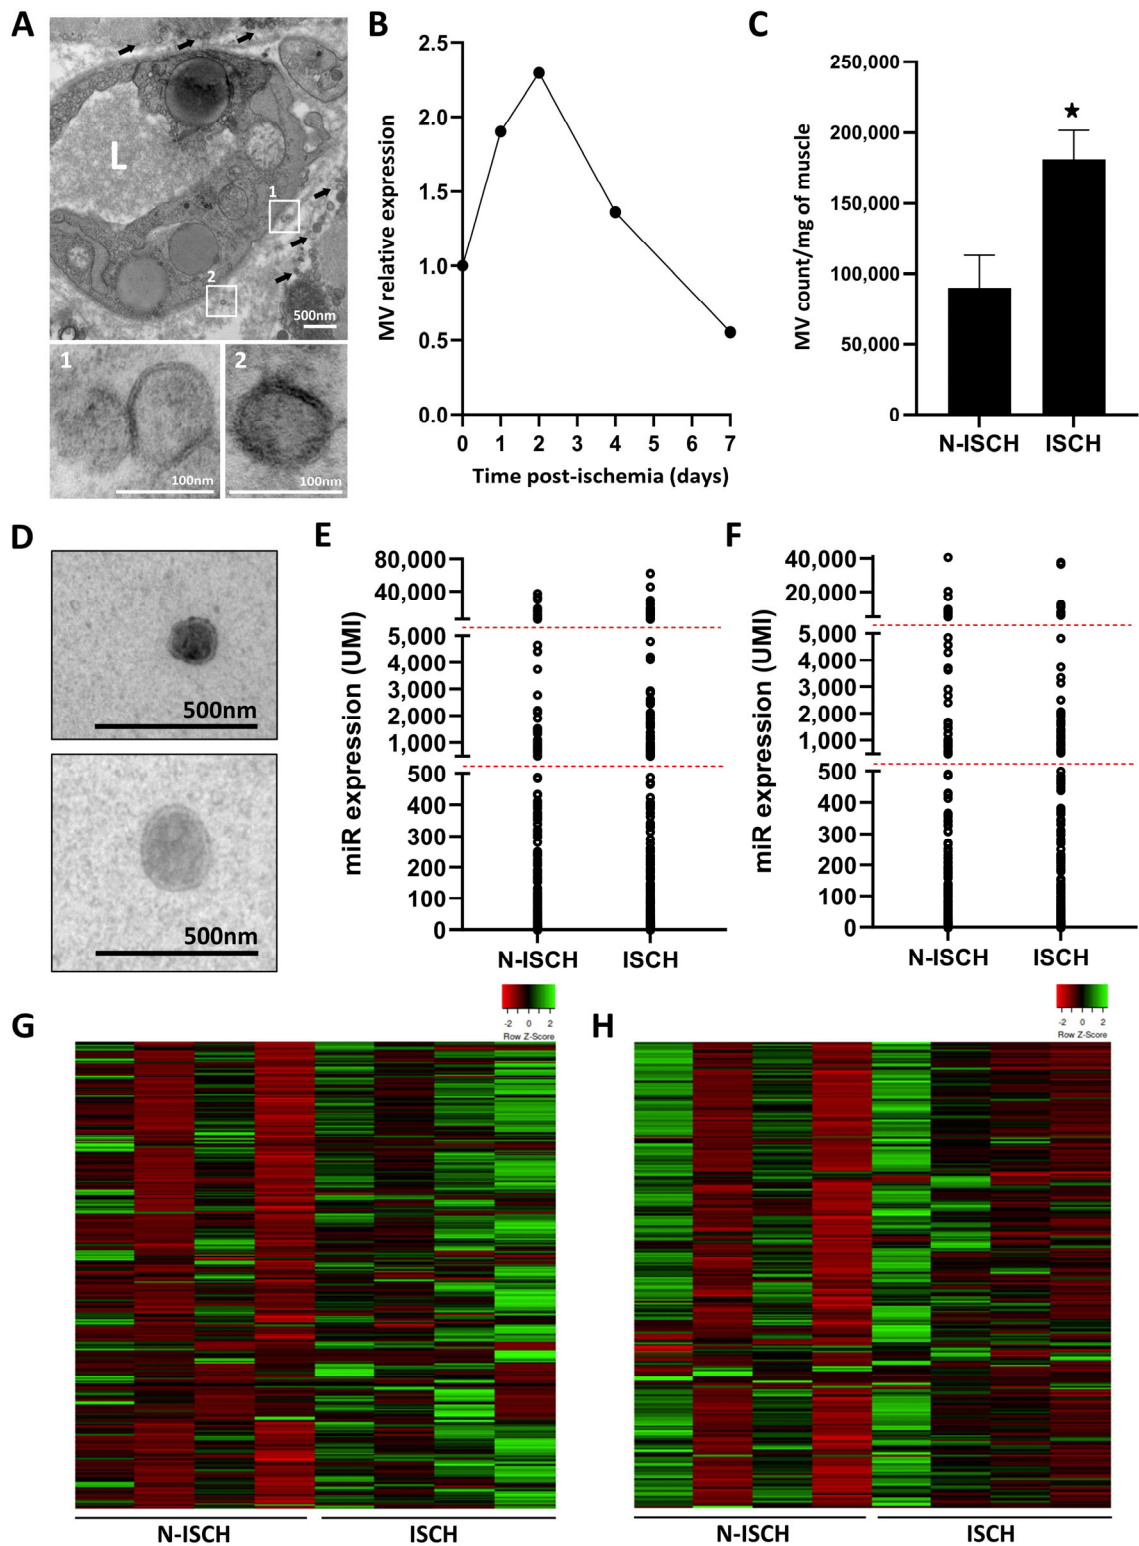 A
L
1
2
500nm
1
100nm
2
100nm
B
MV relative expression
2.5
2.0
1.5
1.0
0.5
0.0
0 1 2 3 4 5 6 7
Time post-ischemia (days)
C
MV count/mg of muscle
250,000
200,000
150,000
100,000
50,000
0
N-ISCH ISCH
D
500nm
500nm
E
miR expression (UMI)
80,000
40,000
5,000
4,000
3,000
2,000
1,000
500
400
300
200
100
0
N-ISCH ISCH
F
miR expression (UMI)
40,000
20,000
5,000
4,000
3,000
2,000
1,000
500
400
300
200
100
0
N-ISCH ISCH
G
-2 0 2
Row Z-Score
N-ISCH ISCH
H
-2 0 2
Row Z-Score
N-ISCH ISCH